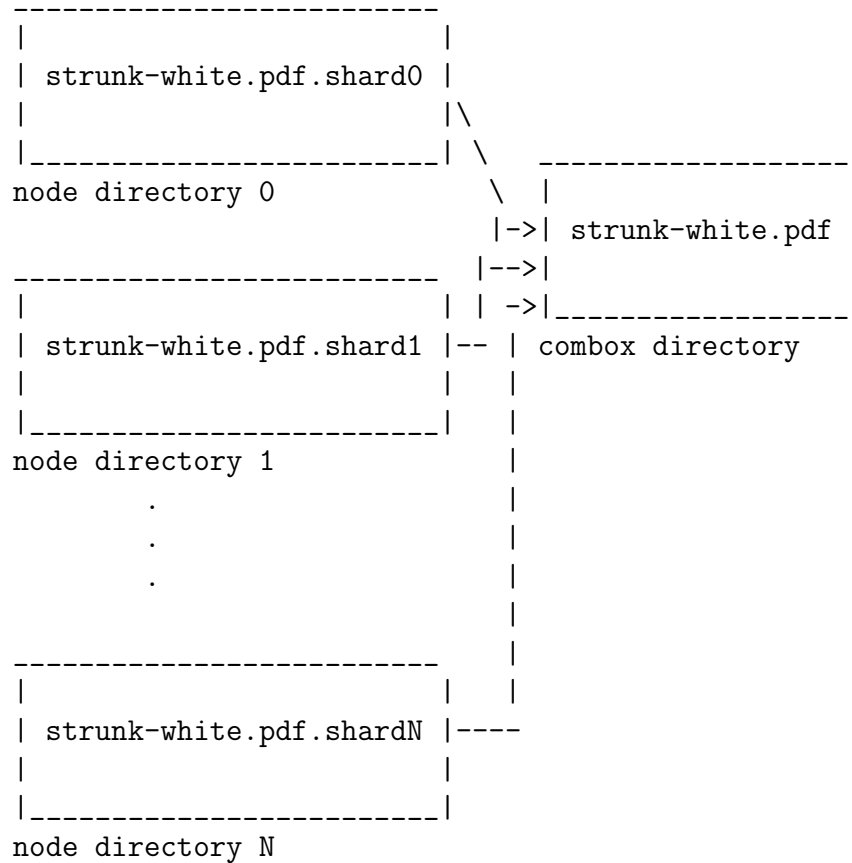 strunk-white.pdf.shard0
node directory 0
strunk-white.pdf
strunk-white.pdf.shard1
combox directory
node directory 1
strunk-white.pdf.shardN
node directory N